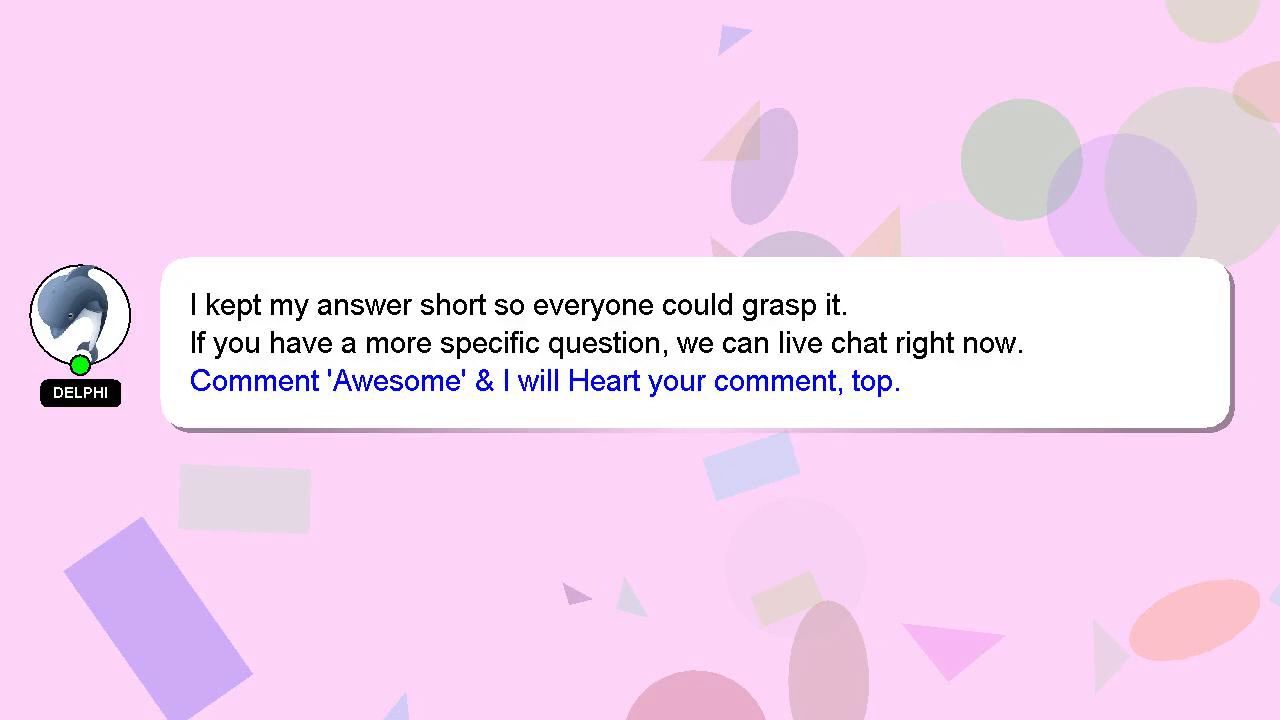 I kept my answer short so everyone could grasp it.
If you have a more specific question, we can live chat right now.
Comment 'Awesome' & I will Heart your comment, top.
DELPHI